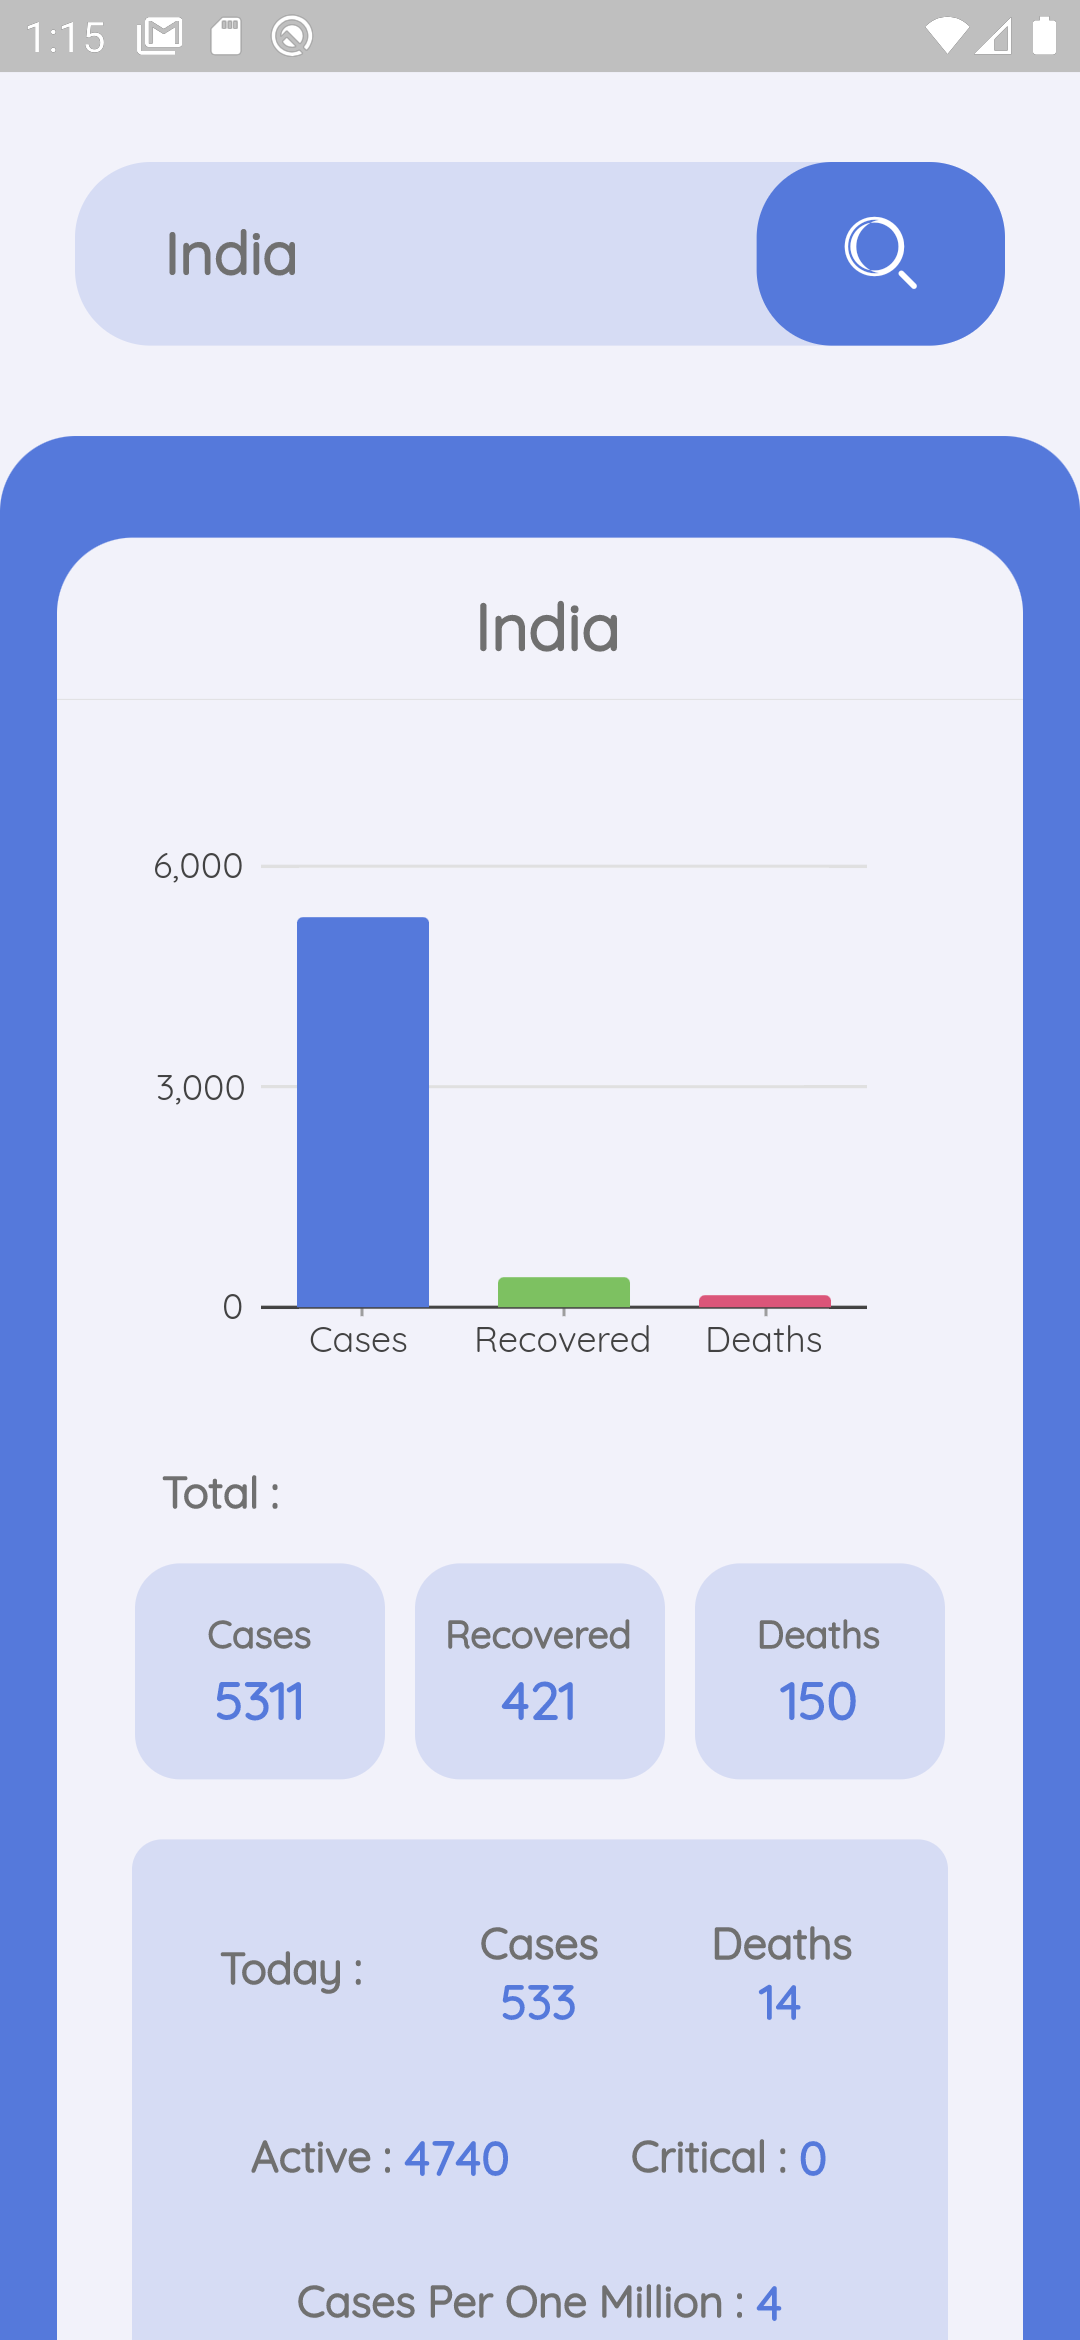 1:15
India
India
6,000
3,000
0
Cases Recovered Deaths
Total :
Cases Recovered Deaths
5311 421 150
Today : Cases Deaths
533 14
Active : 4740 Critical : 0
Cases Per One Million : 4